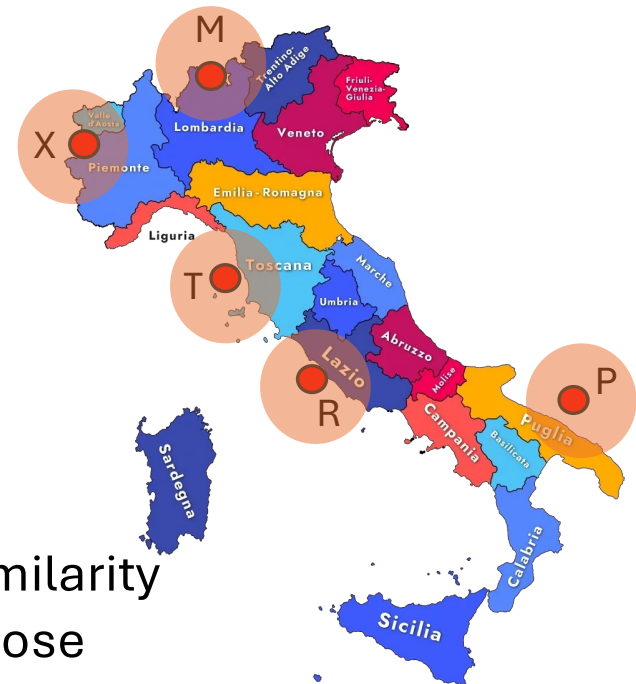 M
Trentino-
Alto Adige
Friuli-
Venezia-
Giulia
Valle
d'Aosta
Lombardia
Veneto
X
Piemonte
Emilia-Romagna
Liguria
Toscana
Marche
T
Umbria
Abruzzo
Lazio
Molise
P
R
Campania
Puglia
Basilicata
Sardegna
Calabria
milarity
ose
Sicilia